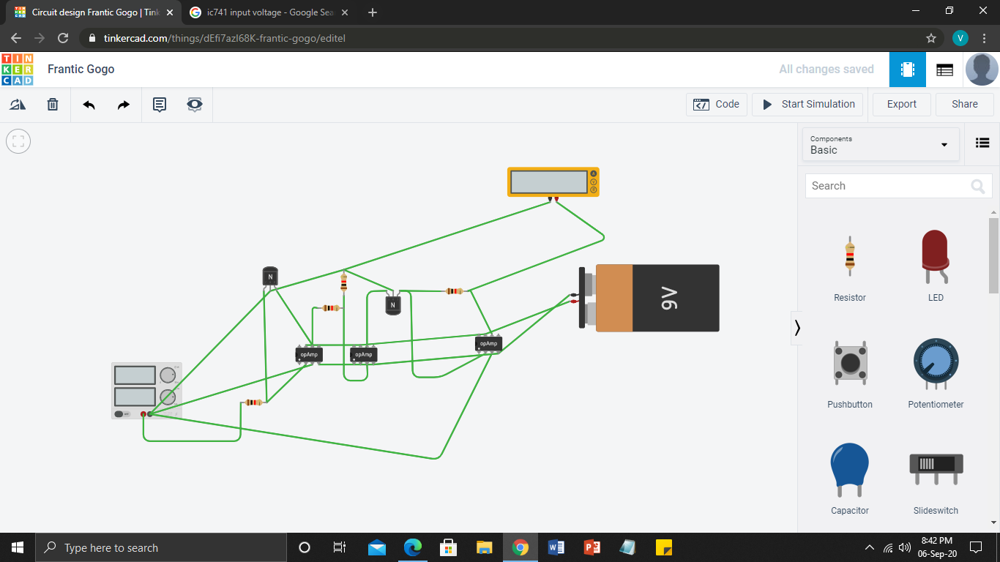 Circuit design Frantic Gogo | Tink
ic741 input voltage - Google Sea
tinkercad.com/things/dEfi7azl68K-frantic-gogo/editel
V
TIN
KER
CAD
Frantic Gogo
All changes saved
Code
Start Simulation
Export
Share
Components
Basic
Search
Resistor
LED
Pushbutton
Potentiometer
Capacitor
Slideswitch
A
V
N
N
9V
opAmp
opAmp
opAmp
OFF
Type here to search
8:42 PM
06-Sep-20